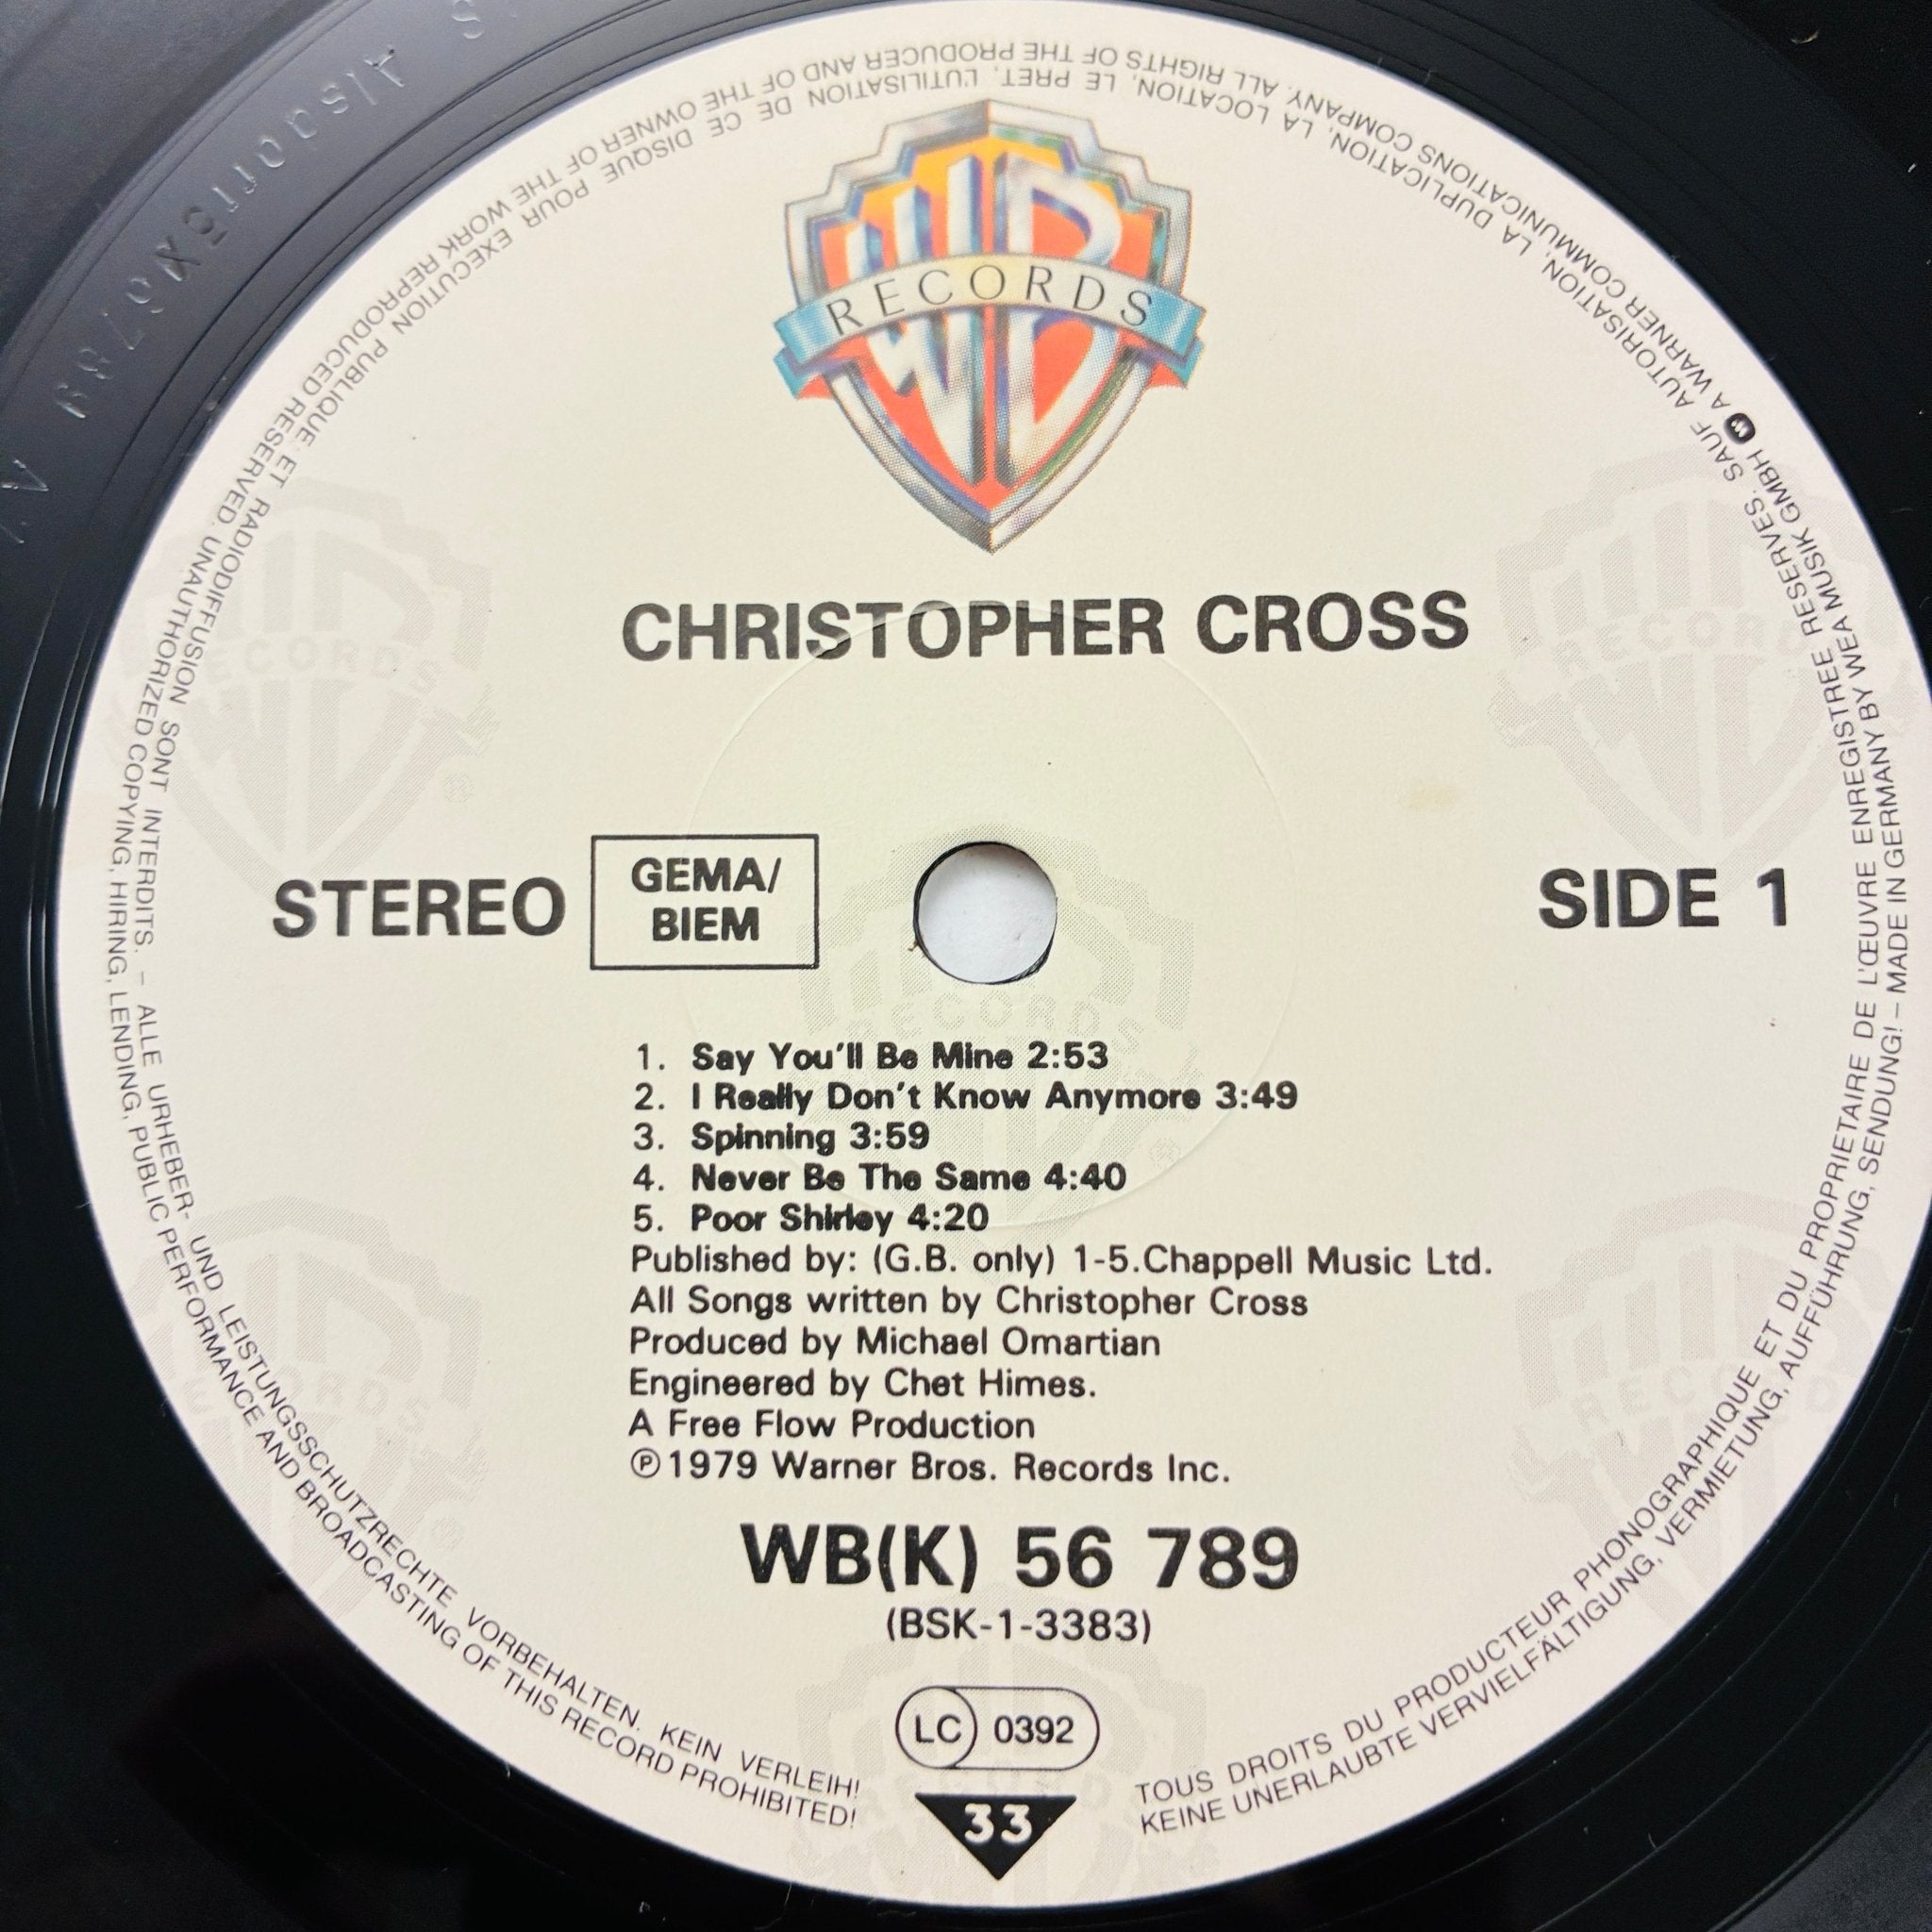 RECORDS
CHRISTOPHER CROSS
STEREO
GEMA/
BIEM
SIDE 1
1. Say You'll Be Mine 2:53
2. I Really Don't Know Anymore 3:49
3. Spinning 3:59
4. Never Be The Same 4:40
5. Poor Shirley 4:20
Published by: (G.B. only) 1-5.Chappell Music Ltd.
All Songs written by Christopher Cross
Produced by Michael Omartian
Engineered by Chet Himes.
A Free Flow Production
℗1979 Warner Bros. Records Inc.
WB(K) 56 789
(BSK-1-3383)
LC 0392
33
TOUS DROITS DU PRODUCTEUR PHONOGRAPHIQUE ET DU PROPRIETAIRE DE L'ŒUVRE ENREGISTREE RESERVES. SAUF AUTORISATION, LA DUPLICATION, LA LOCATION, LE PRET, L'UTILISATION DE CE DISQUE POUR EXECUTION PUBLIQUE ET RADIODIFFUSION SONT INTERDITS. – ALLE URHEBER- UND LEISTUNGSSCHUTZRECHTE VORBEHALTEN. KEIN VERLEIH!
KEINE UNERLAUBTE VERVIELFÄLTIGUNG, VERMIETUNG, AUFFÜHRUNG, SENDUNG! – MADE IN GERMANY BY WEA MUSIK GMBH A WARNER COMMUNICATIONS COMPANY. ALL RIGHTS OF THE PRODUCER AND OF THE OWNER OF THE WORK REPRODUCED RESERVED. UNAUTHORIZED COPYING, HIRING, LENDING, PUBLIC PERFORMANCE AND BROADCASTING OF THIS RECORD PROHIBITED!